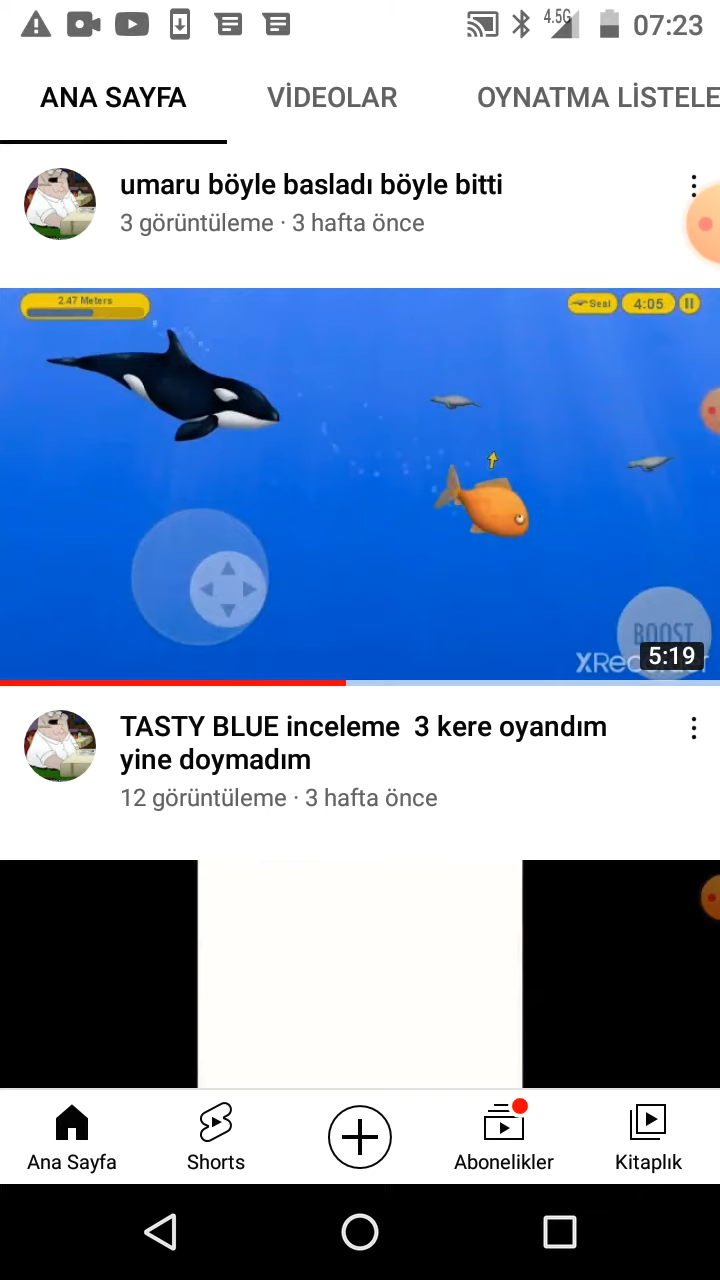 4.5G 07:23
ANA SAYFA VİDEOLAR OYNATMA LİSTELE
umaru böyle basladı böyle bitti
3 görüntüleme · 3 hafta önce
2.47 Meters Seal 4:05
BOOST
XRec
5:19
TASTY BLUE inceleme 3 kere oyandım
yine doymadım
12 görüntüleme · 3 hafta önce
Ana Sayfa Shorts Abonelikler Kitaplık